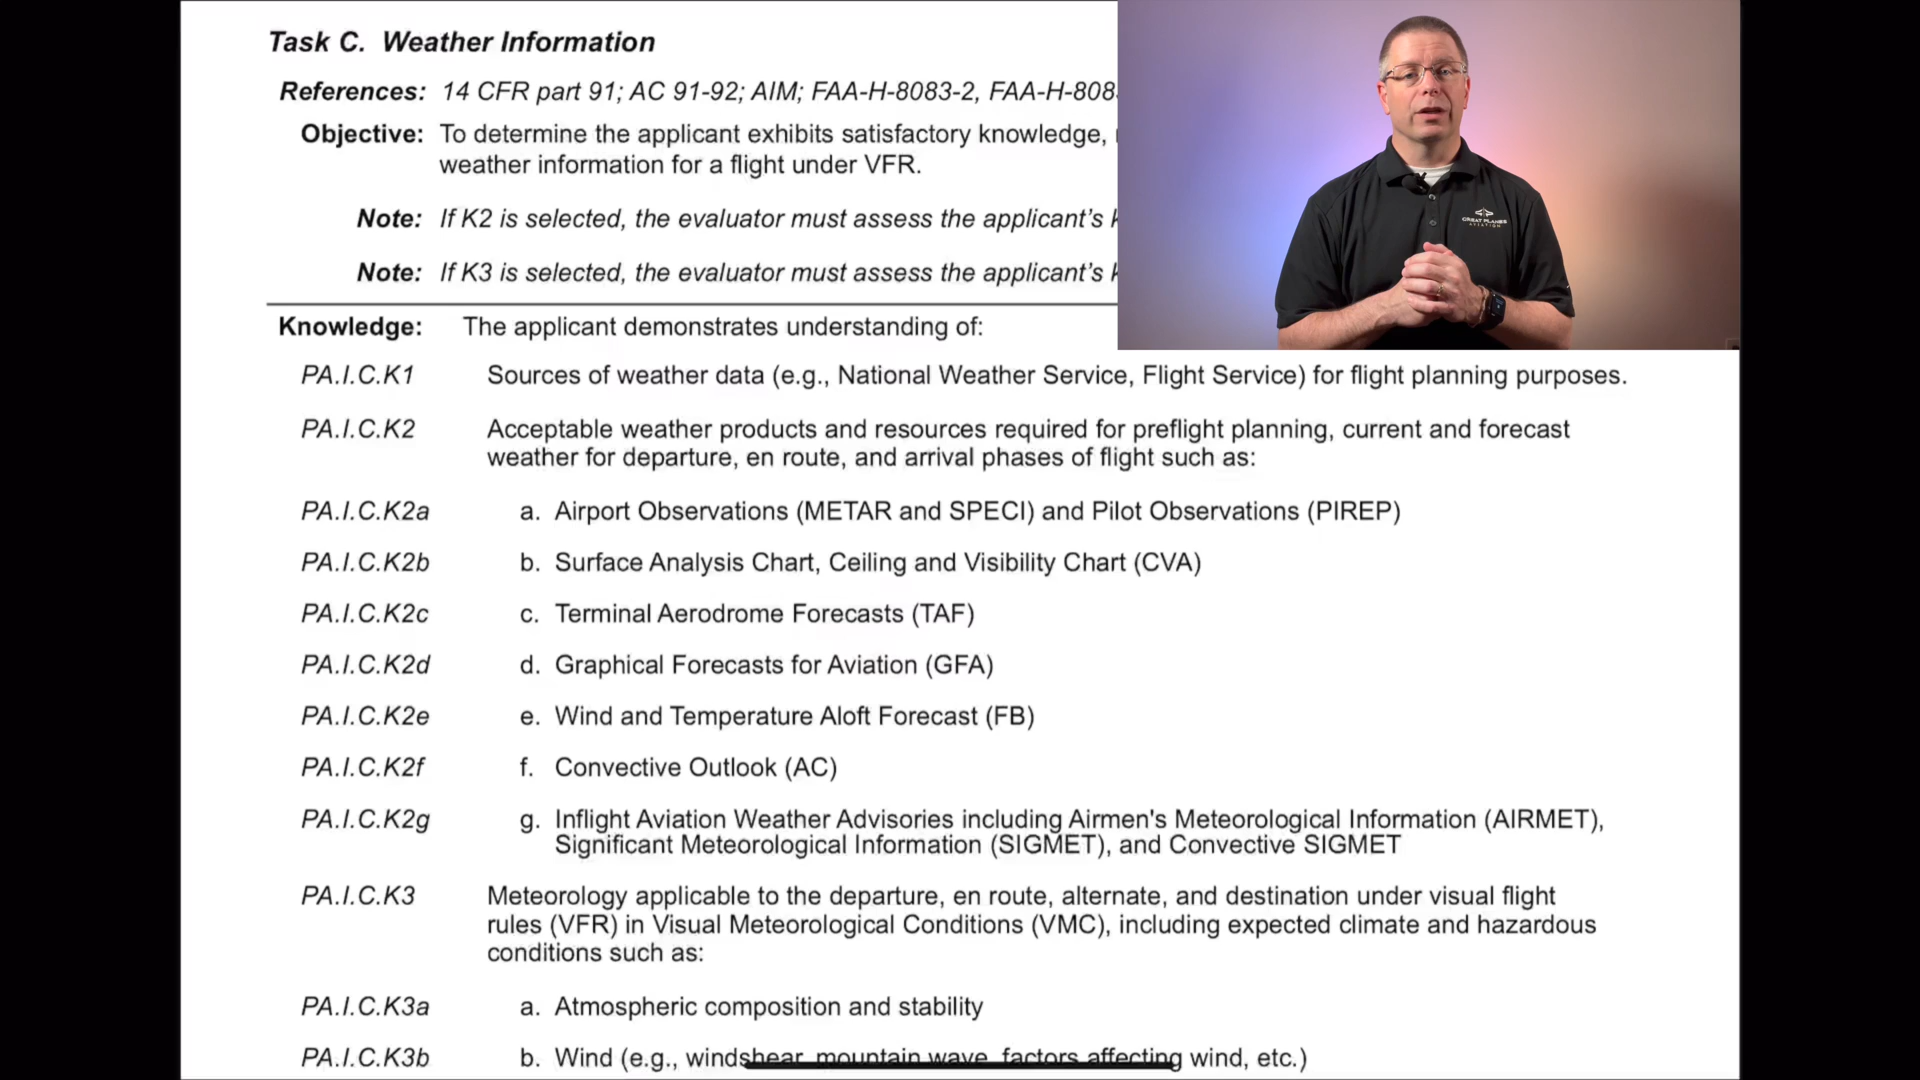 Task C. Weather Information
References: 14 CFR part 91; AC 91-92; AIM; FAA-H-8083-2, FAA-H-808
Objective: To determine the applicant exhibits satisfactory knowledge,
weather information for a flight under VFR.
Note: If K2 is selected, the evaluator must assess the applicant's
Note: If K3 is selected, the evaluator must assess the applicant's
GREAT PLANES
AVIATION
Knowledge: The applicant demonstrates understanding of:
PA.I.C.K1 Sources of weather data (e.g., National Weather Service, Flight Service) for flight planning purposes.
PA.I.C.K2 Acceptable weather products and resources required for preflight planning, current and forecast
weather for departure, en route, and arrival phases of flight such as:
PA.I.C.K2a a. Airport Observations (METAR and SPECI) and Pilot Observations (PIREP)
PA.I.C.K2b b. Surface Analysis Chart, Ceiling and Visibility Chart (CVA)
PA.I.C.K2c c. Terminal Aerodrome Forecasts (TAF)
PA.I.C.K2d d. Graphical Forecasts for Aviation (GFA)
PA.I.C.K2e e. Wind and Temperature Aloft Forecast (FB)
PA.I.C.K2f f. Convective Outlook (AC)
PA.I.C.K2g g. Inflight Aviation Weather Advisories including Airmen's Meteorological Information (AIRMET),
Significant Meteorological Information (SIGMET), and Convective SIGMET
PA.I.C.K3 Meteorology applicable to the departure, en route, alternate, and destination under visual flight
rules (VFR) in Visual Meteorological Conditions (VMC), including expected climate and hazardous
conditions such as:
PA.I.C.K3a a. Atmospheric composition and stability
PA.I.C.K3b b. Wind (e.g., windshear, mountain wave, factors affecting wind, etc.)